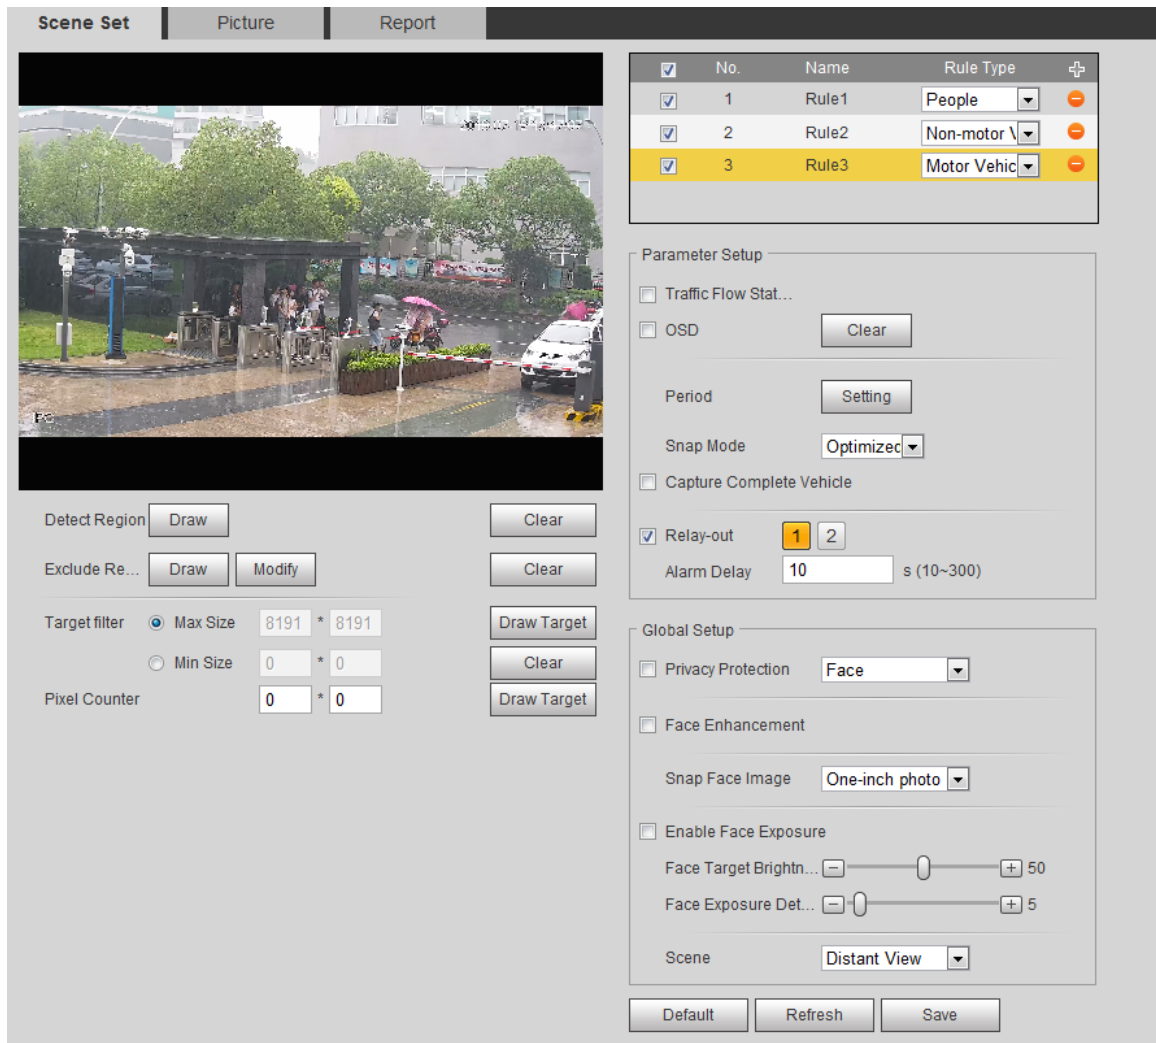 Scene Set Picture Report
No. Name Rule Type
1 Rule1 People
2 Rule2 Non-motor V
3 Rule3 Motor Vehic
Parameter Setup
Traffic Flow Stat...
OSD Clear
Period Setting
Snap Mode Optimized
Capture Complete Vehicle
Relay-out 1 2
Alarm Delay 10 s (10~300)
Detect Region Draw Clear
Exclude Re... Draw Modify Clear
Target filter Max Size 8191 * 8191 Draw Target
Min Size 0 * 0 Clear
Pixel Counter 0 * 0 Draw Target
Global Setup
Privacy Protection Face
Face Enhancement
Snap Face Image One-inch photo
Enable Face Exposure
Face Target Brightn... 50
Face Exposure Det... 5
Scene Distant View
Default Refresh Save